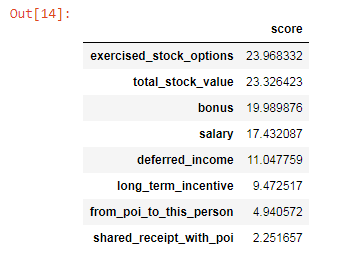 Out[14]:
score
exercised_stock_options 23.968332
total_stock_value 23.326423
bonus 19.989876
salary 17.432087
deferred_income 11.047759
long_term_incentive 9.472517
from_poi_to_this_person 4.940572
shared_receipt_with_poi 2.251657